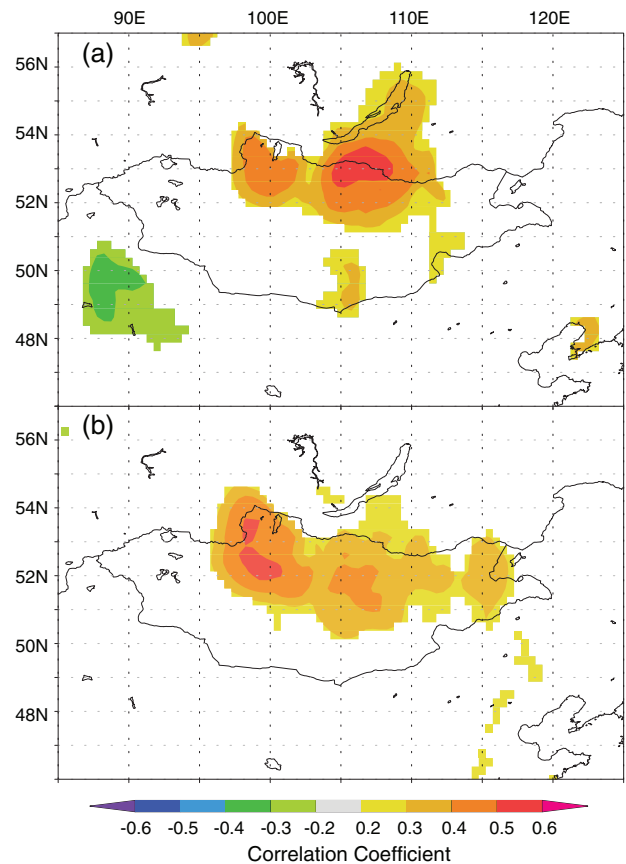 90E 100E 110E 120E
(a)
56N
54N
52N
50N
48N
(b)
56N
54N
52N
50N
48N
-0.6 -0.5 -0.4 -0.3 -0.2 0.2 0.3 0.4 0.5 0.6
Correlation Coefficient